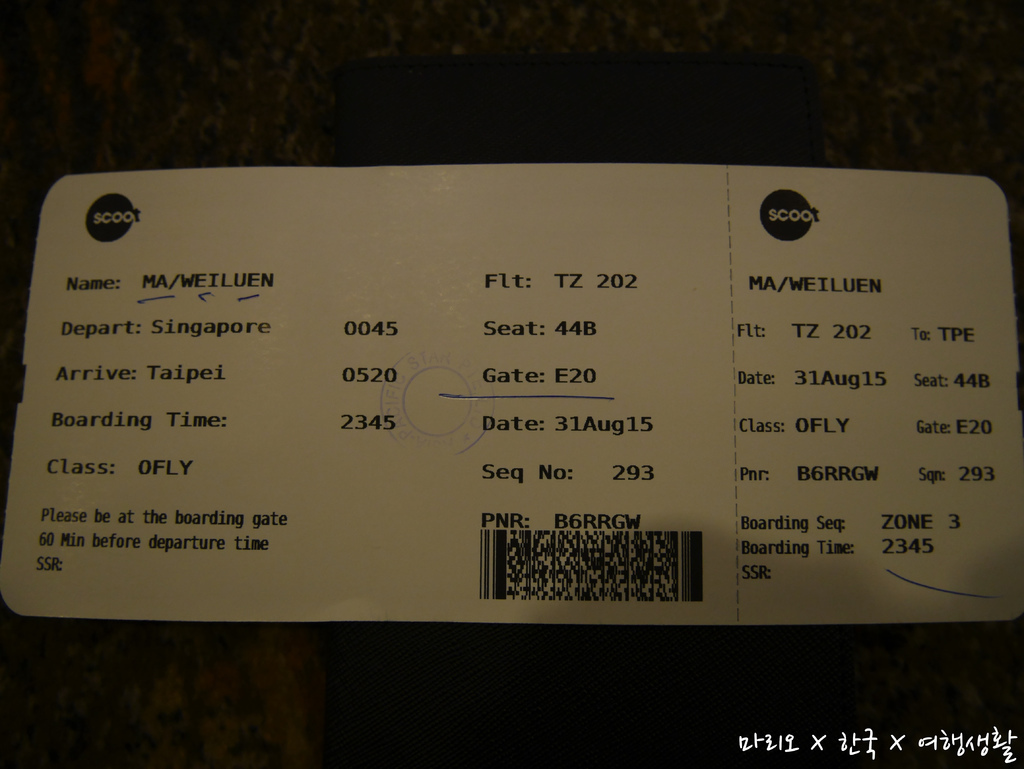 scoot
Name: MA/WEILUEN
Flt: TZ 202
Depart: Singapore 0045
Seat: 44B
Arrive: Taipei 0520
Gate: E20
Boarding Time: 2345
Date: 31Aug15
Class: OFLY
Seq No: 293
Please be at the boarding gate
60 Min before departure time
SSR:
PNR: B6RRGW
PACIFIC STAR
scoot
MA/WEILUEN
Flt: TZ 202 To: TPE
Date: 31Aug15 Seat: 44B
Class: OFLY Gate: E20
Pnr: B6RRGW Sqn: 293
Boarding Seq: ZONE 3
Boarding Time: 2345
SSR:
마리오 X 한국 X 여행생활